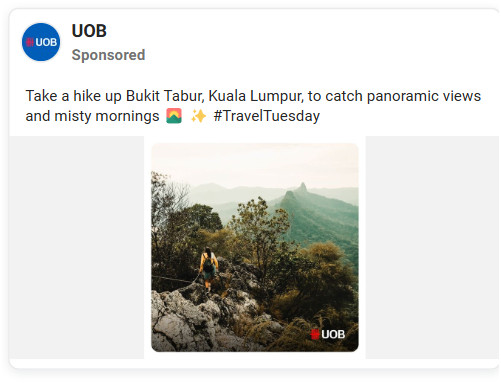 UOB
UOB
Sponsored
Take a hike up Bukit Tabur, Kuala Lumpur, to catch panoramic views
and misty mornings 🌄 ✨ #TravelTuesday
UOB